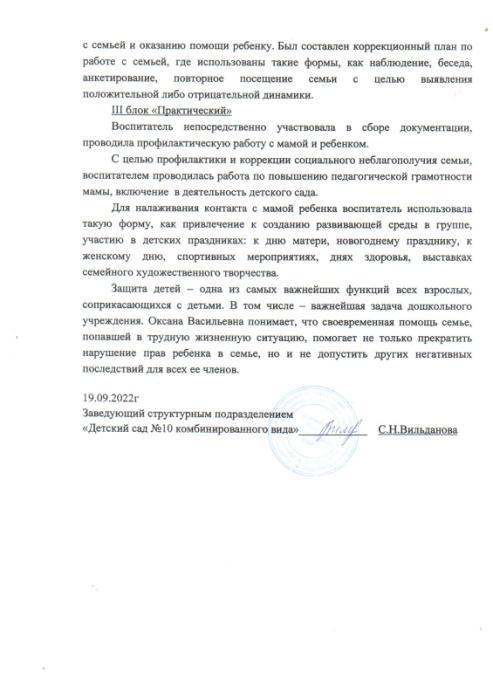 с семьей и оказанию помощи ребенку. Был составлен коррекционный план по
работе с семьей, где использованы такие формы, как наблюдение, беседа,
анкетирование, повторное посещение семьи с целью выявления
положительной либо отрицательной динамики.
III блок «Практический»
Воспитатель непосредственно участвовала в сборе документации,
проводила профилактическую работу с мамой и ребенком.
С целью профилактики и коррекции социального неблагополучия семьи,
воспитателем проводилась работа по повышению педагогической грамотности
мамы, включение в деятельность детского сада.
Для налаживания контакта с мамой ребенка воспитатель использовала
такую форму, как привлечение к созданию развивающей среды в группе,
участию в детских праздниках: к дню матери, новогоднему празднику, к
женскому дню, спортивных мероприятиях, днях здоровья, выставках
семейного художественного творчества.
Защита детей – одна из самых важнейших функций всех взрослых,
соприкасающихся с детьми. В том числе – важнейшая задача дошкольного
учреждения. Оксана Васильевна понимает, что своевременная помощь семье,
попавшей в трудную жизненную ситуацию, помогает не только прекратить
нарушение прав ребенка в семье, но и не допустить других негативных
последствий для всех ее членов.
19.09.2022г
Заведующий структурным подразделением
«Детский сад №10 комбинированного вида» С.Н.Вильданова